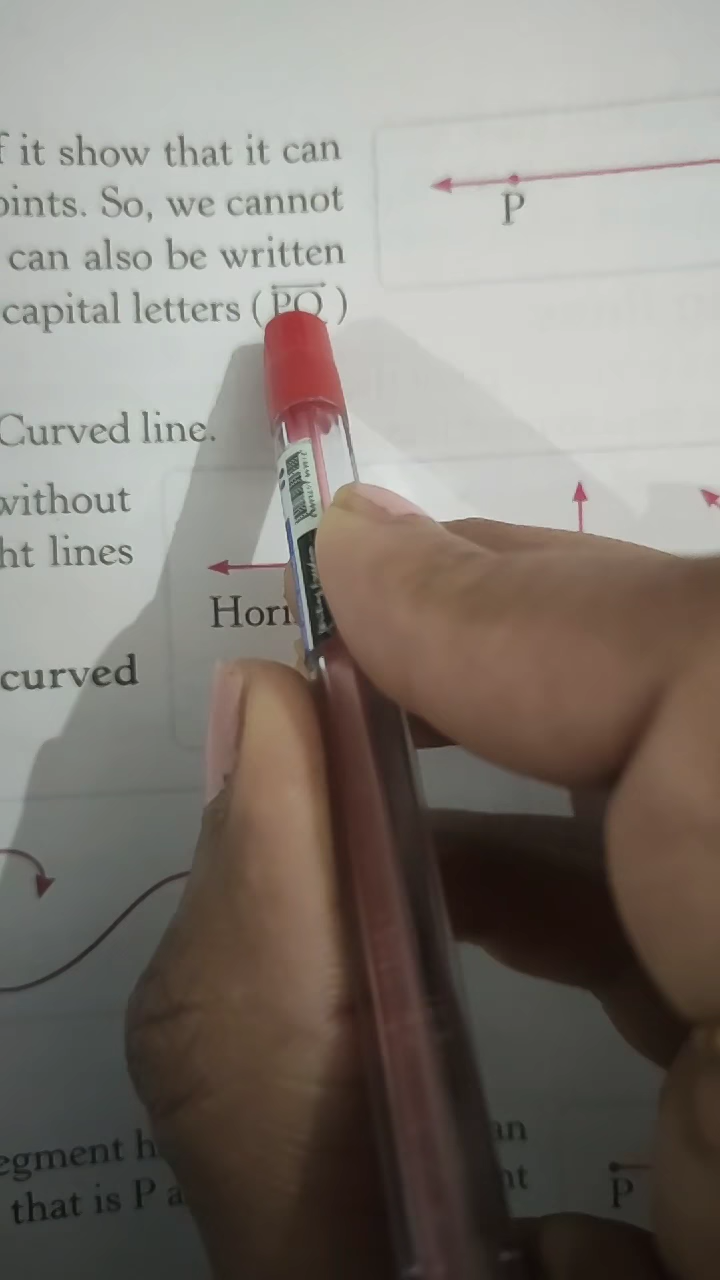 it show that it can
P
oints. So, we cannot
can also be written
capital letters (PQ)
Curved line.
without
ht lines
Hori
curved
egment h
an
that is P a
nt
P